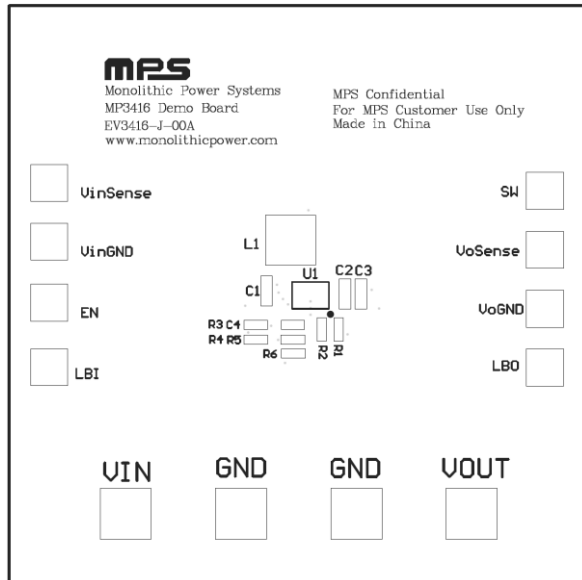 MPS
Monolithic Power Systems
MP3416 Demo Board
EV3416-J-00A
www.monolithicpower.com
MPS Confidential
For MPS Customer Use Only
Made in China
VinSense
VinGND
EN
LBI
SW
VoSense
VoGND
LBO
L1
U1
C1
C2 C3
R3 C4
R4 R5
R6
R2
R1
VIN GND GND VOUT